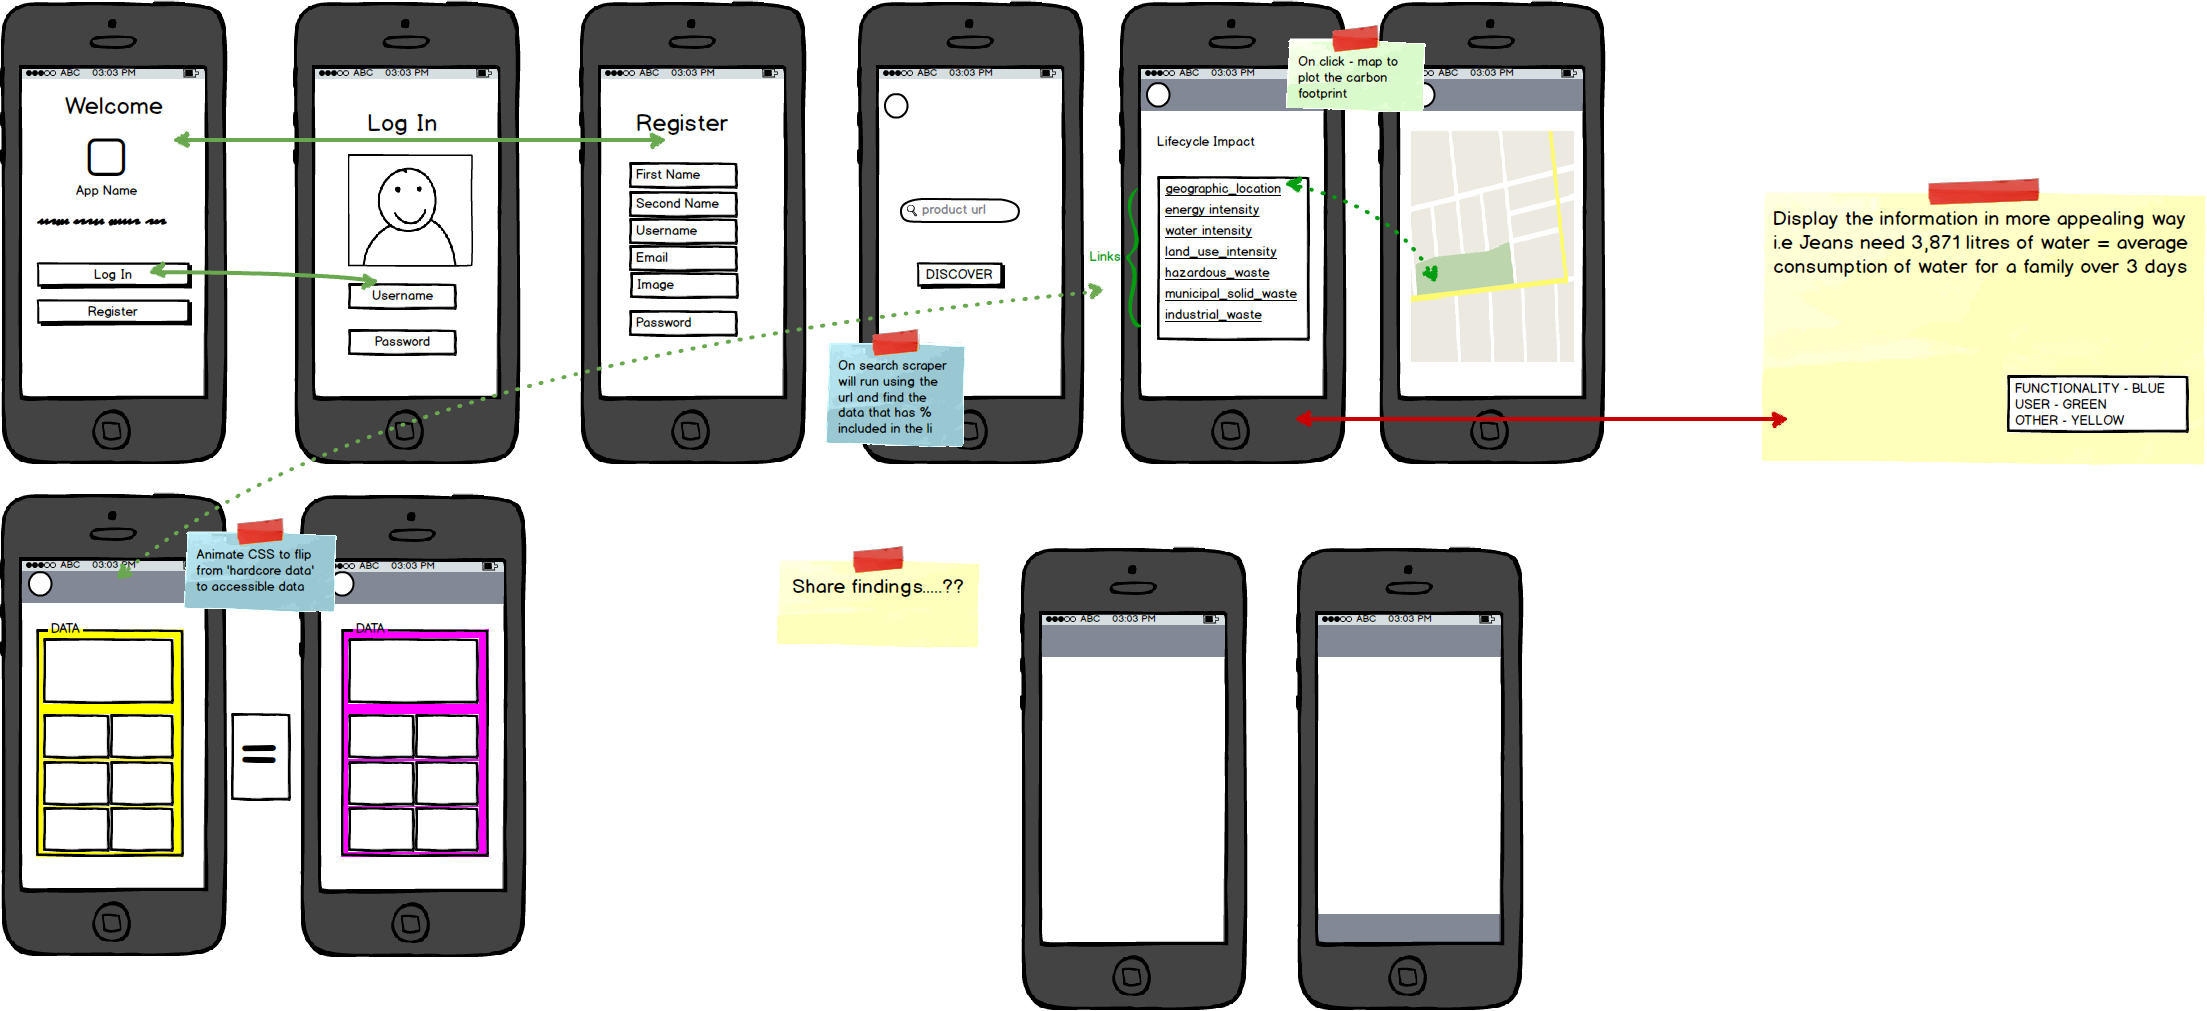 ●●●○○ ABC 03:03 PM
Welcome
App Name
Log In
Register
●●●○○ ABC 03:03 PM
Log In
Username
Password
●●●○○ ABC 03:03 PM
Register
First Name
Second Name
Username
Email
Image
Password
●●●○○ ABC 03:03 PM
product url
DISCOVER
On search scraper
will run using the
url and find the
data that has %
included in the li
●●●○○ ABC 03:03 PM
Lifecycle Impact
Links
geographic_location
energy intensity
water intensity
land_use_intensity
hazardous_waste
municipal_solid_waste
industrial_waste
On click - map to
plot the carbon
footprint
ABC 03:03 PM
Display the information in more appealing way
i.e Jeans need 3,871 litres of water = average
consumption of water for a family over 3 days
FUNCTIONALITY - BLUE
USER - GREEN
OTHER - YELLOW
●●●○○ ABC 03:03 PM
DATA
Animate CSS to flip
from 'hardcore data'
to accessible data
=
●●○○ ABC 03:03 PM
DATA
Share findings.....??
●●●○○ ABC 03:03 PM
●●●○○ ABC 03:03 PM